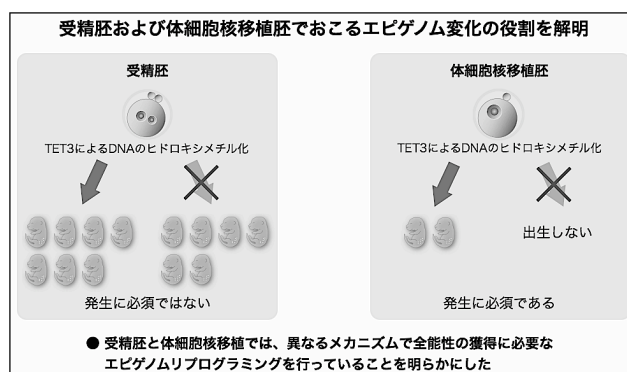 受精胚および体細胞核移植胚でおこるエピゲノム変化の役割を解明
受精胚
TET3によるDNAのヒドロキシメチル化
発生に必須ではない
体細胞核移植胚
TET3によるDNAのヒドロキシメチル化
出生しない
発生に必須である
● 受精胚と体細胞核移植では、異なるメカニズムで全能性の獲得に必要な
エピゲノムリプログラミングを行っていることを明らかにした